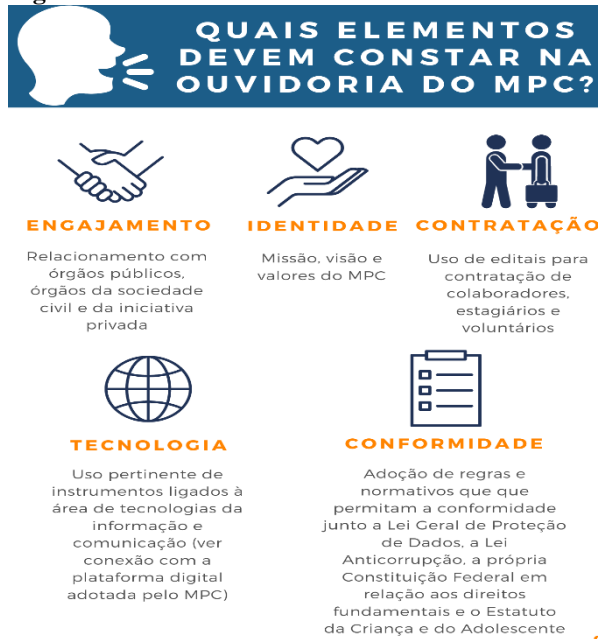 QUAIS ELEMENTOS
DEVEM CONSTAR NA
OUVIDORIA DO MPC?
ENGAJAMENTO
Relacionamento com
órgãos públicos,
órgãos da sociedade
civil e da iniciativa
privada
IDENTIDADE
Missão, visão e
valores do MPC
CONTRATAÇÃO
Uso de editais para
contratação de
colaboradores,
estagiários e
voluntários
TECNOLOGIA
Uso pertinente de
instrumentos ligados à
área de tecnologias da
informação e
comunicação (ver
conexão com a
plataforma digital
adotada pelo MPC)
CONFORMIDADE
Adoção de regras e
normativos que que
permitam a conformidade
junto a Lei Geral de Proteção
de Dados, a Lei
Anticorrupção, a própria
Constituição Federal em
relação aos direitos
fundamentais e o Estatuto
da Criança e do Adolescente